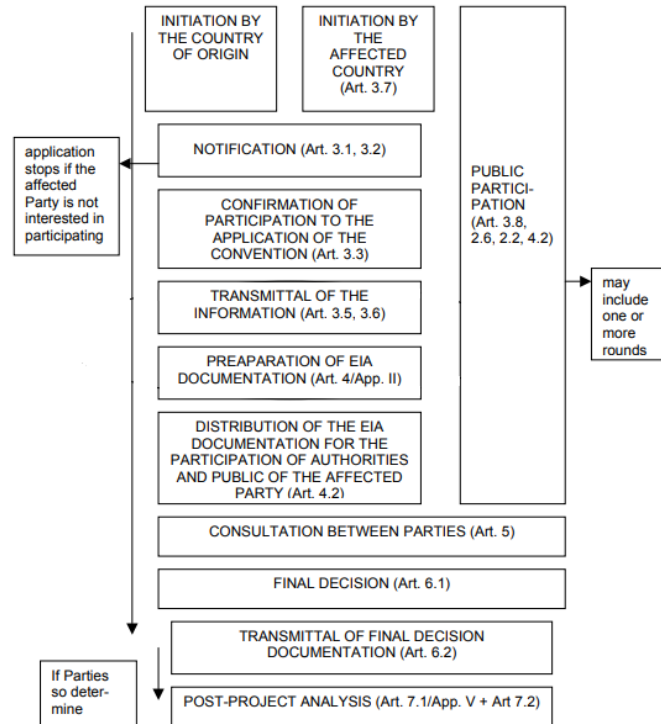 INITIATION BY
THE COUNTRY
OF ORIGIN
INITIATION BY
THE
AFFECTED
COUNTRY
(Art. 3.7)
application
stops if the
affected
Party is not
interested in
participating
NOTIFICATION (Art. 3.1, 3.2)
CONFIRMATION OF
PARTICIPATION TO THE
APPLICATION OF THE
CONVENTION (Art. 3.3)
TRANSMITTAL OF THE
INFORMATION (Art. 3.5, 3.6)
PREAPARATION OF EIA
DOCUMENTATION (Art. 4/App. II)
DISTRIBUTION OF THE EIA
DOCUMENTATION FOR THE
PARTICIPATION OF AUTHORITIES
AND PUBLIC OF THE AFFECTED
PARTY (Art. 4.2)
PUBLIC
PARTICI-
PATION
(Art. 3.8,
2.6, 2.2, 4.2)
may
include
one or
more
rounds
CONSULTATION BETWEEN PARTIES (Art. 5)
FINAL DECISION (Art. 6.1)
TRANSMITTAL OF FINAL DECISION
DOCUMENTATION (Art. 6.2)
If Parties
so deter-
mine
POST-PROJECT ANALYSIS (Art. 7.1/App. V + Art 7.2)